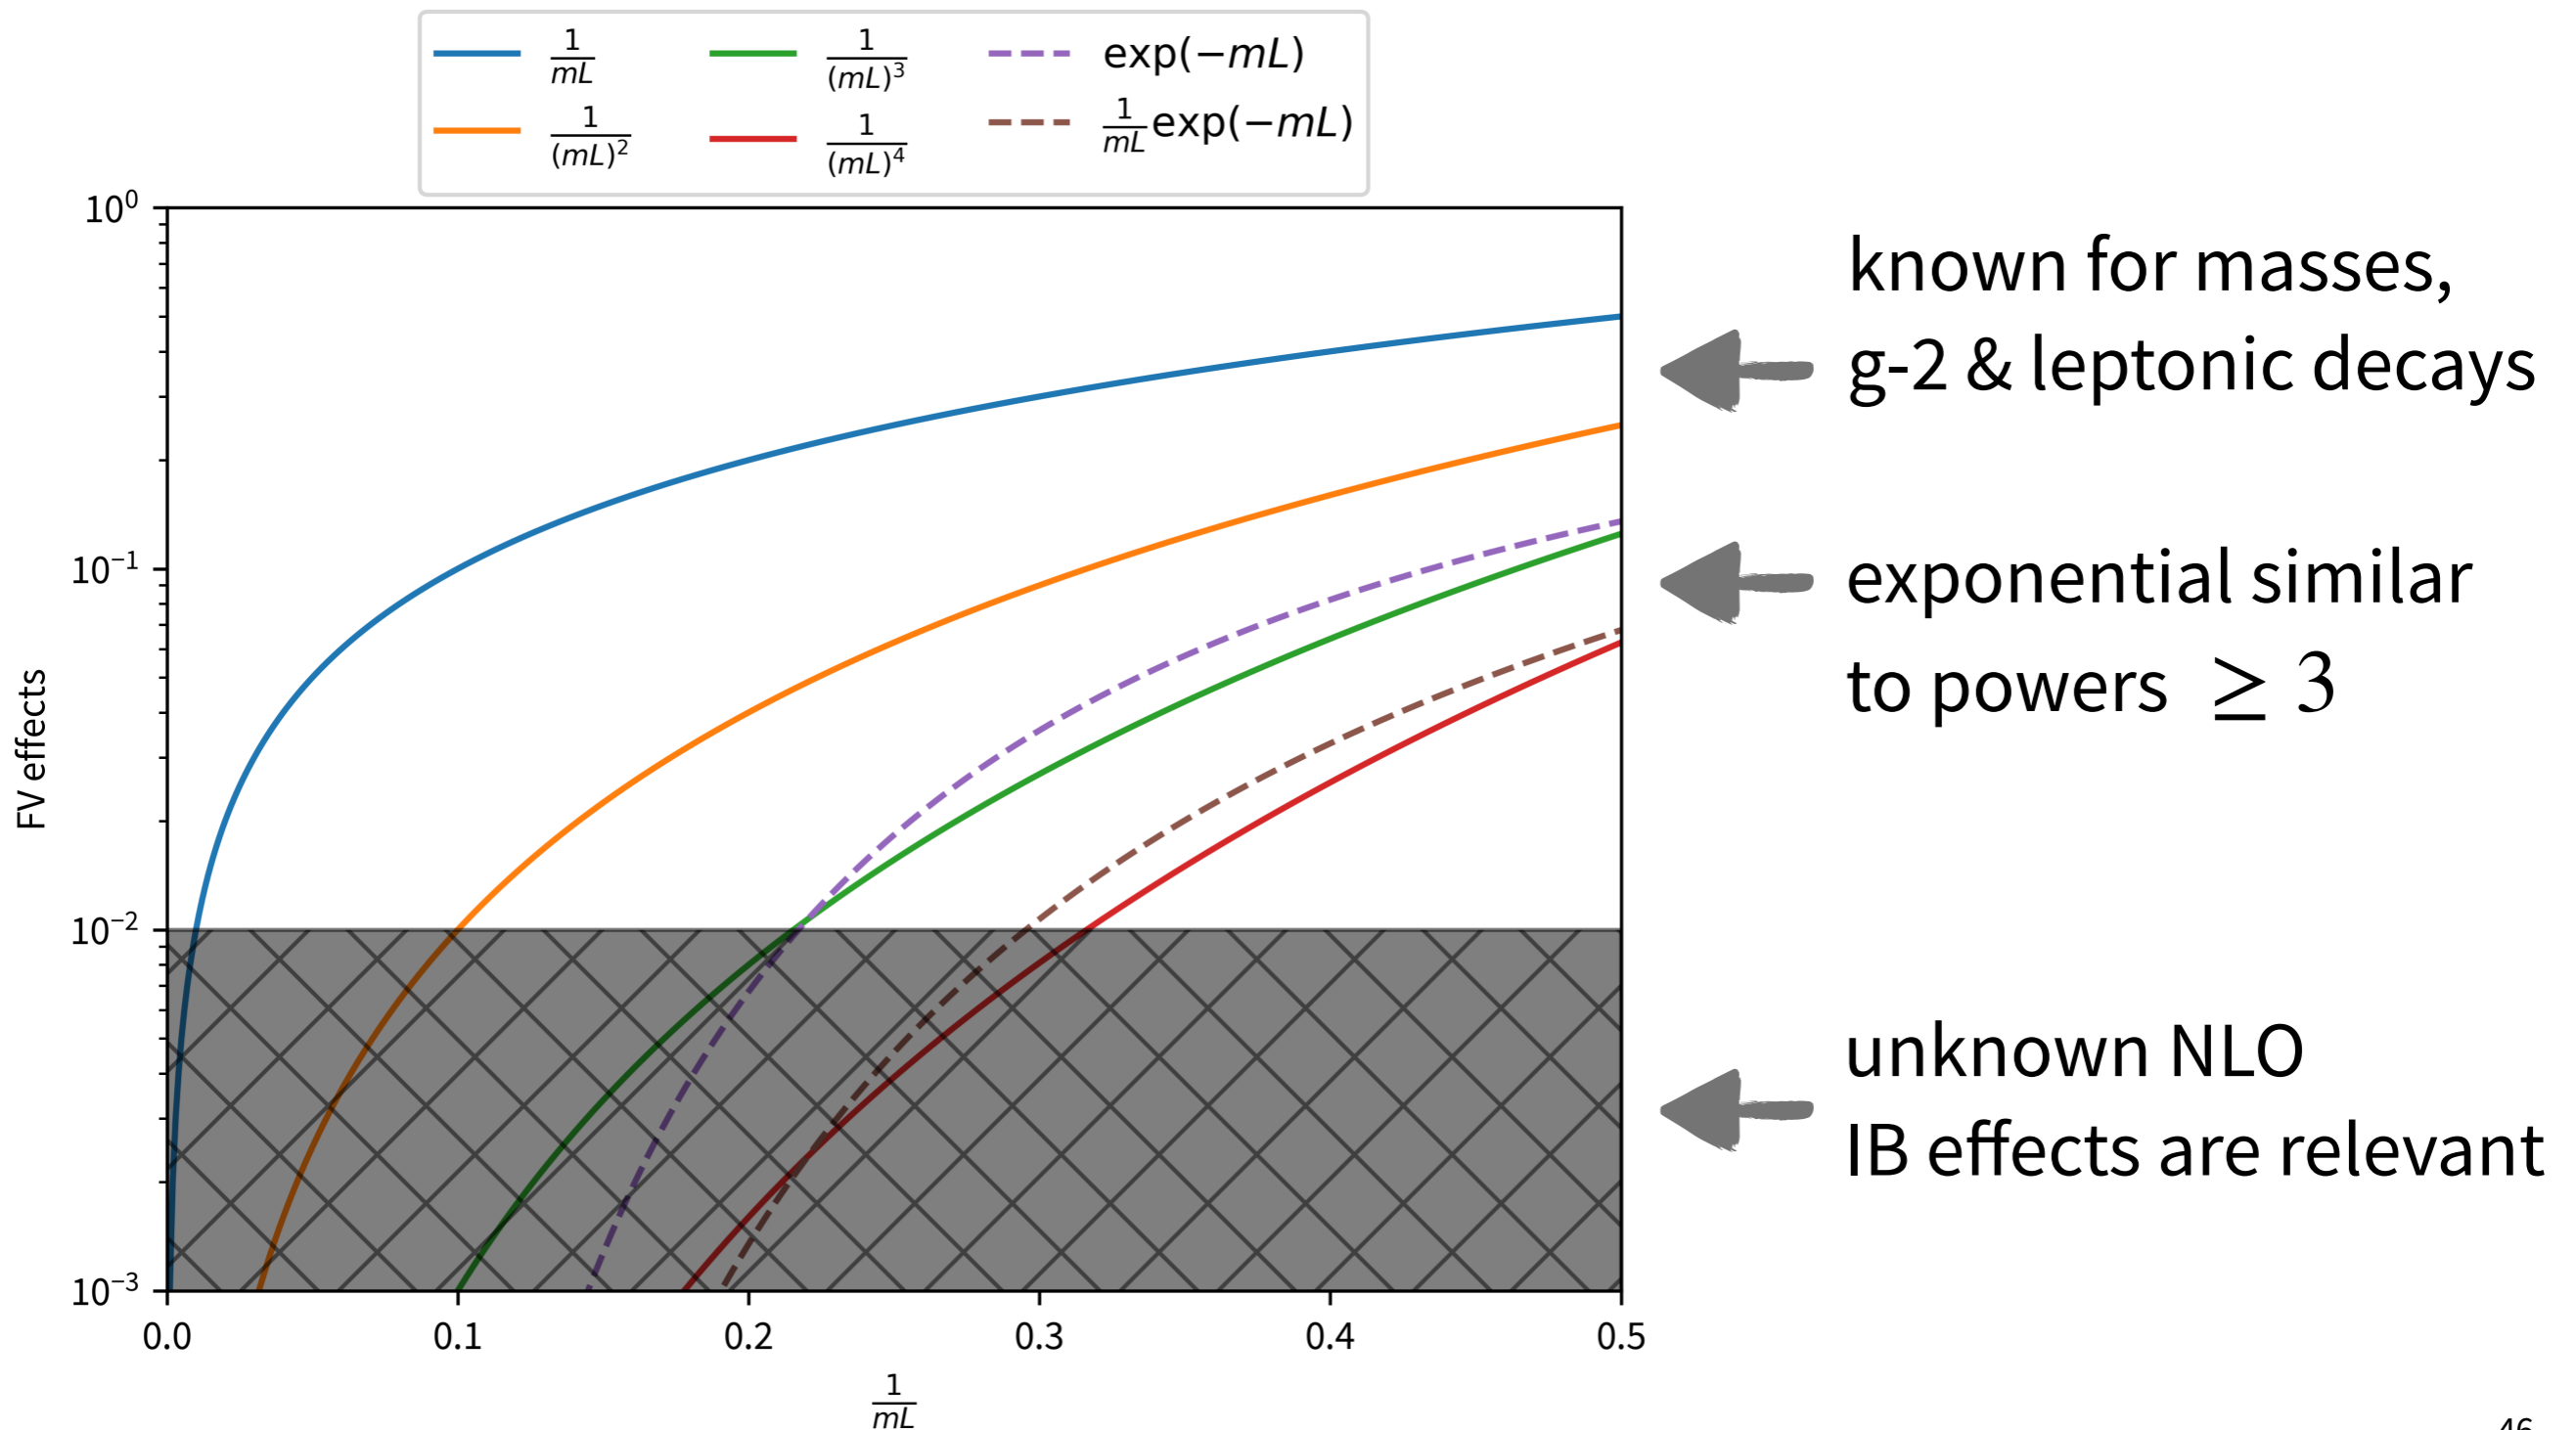 1/mL
1/(mL)^2
1/(mL)^3
1/(mL)^4
exp(−mL)
1/mL exp(−mL)
10^0
10^−1
10^−2
10^−3
FV effects
0.0 0.1 0.2 0.3 0.4 0.5
1/mL
known for masses,
g-2 & leptonic decays
exponential similar
to powers ≥ 3
unknown NLO
IB effects are relevant
46